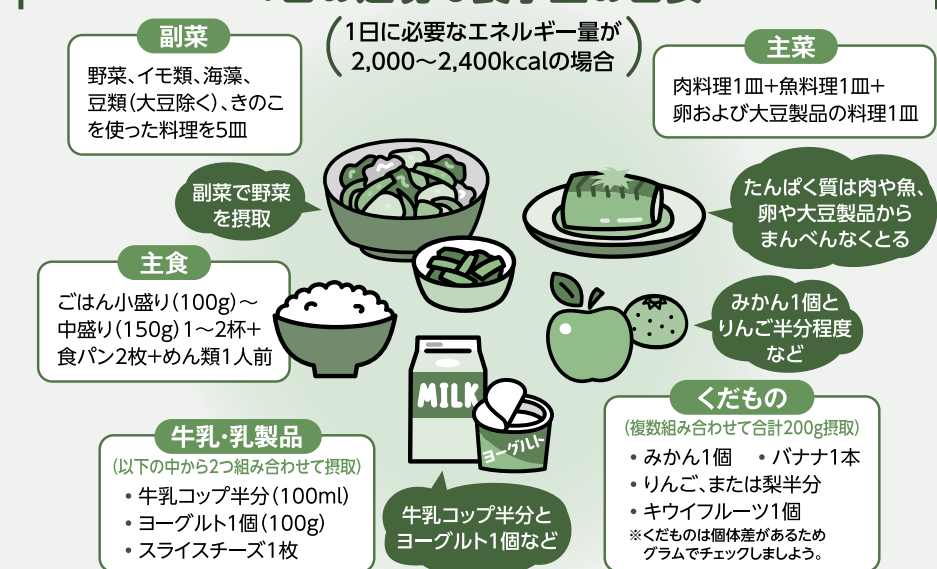 1日に必要なエネルギー量が
2,000〜2,400kcalの場合
副菜
野菜、イモ類、海藻、
豆類（大豆除く）、きのこ
を使った料理を5皿
副菜で野菜
を摂取
主菜
肉料理1皿＋魚料理1皿＋
卵および大豆製品の料理1皿
たんぱく質は肉や魚、
卵や大豆製品から
まんべんなくとる
主食
ごはん小盛り（100g）〜
中盛り（150g）1〜2杯＋
食パン2枚＋めん類1人前
みかん1個と
りんご半分程度
など
MILK
ヨーグルト
牛乳・乳製品
（以下の中から2つ組み合わせて摂取）
・牛乳コップ半分（100ml）
・ヨーグルト1個（100g）
・スライスチーズ1枚
牛乳コップ半分と
ヨーグルト1個など
くだもの
（複数組み合わせて合計200g摂取）
・みかん1個　・バナナ1本
・りんご、または梨半分
・キウイフルーツ1個
※くだものは個体差があるため
グラムでチェックしましょう。